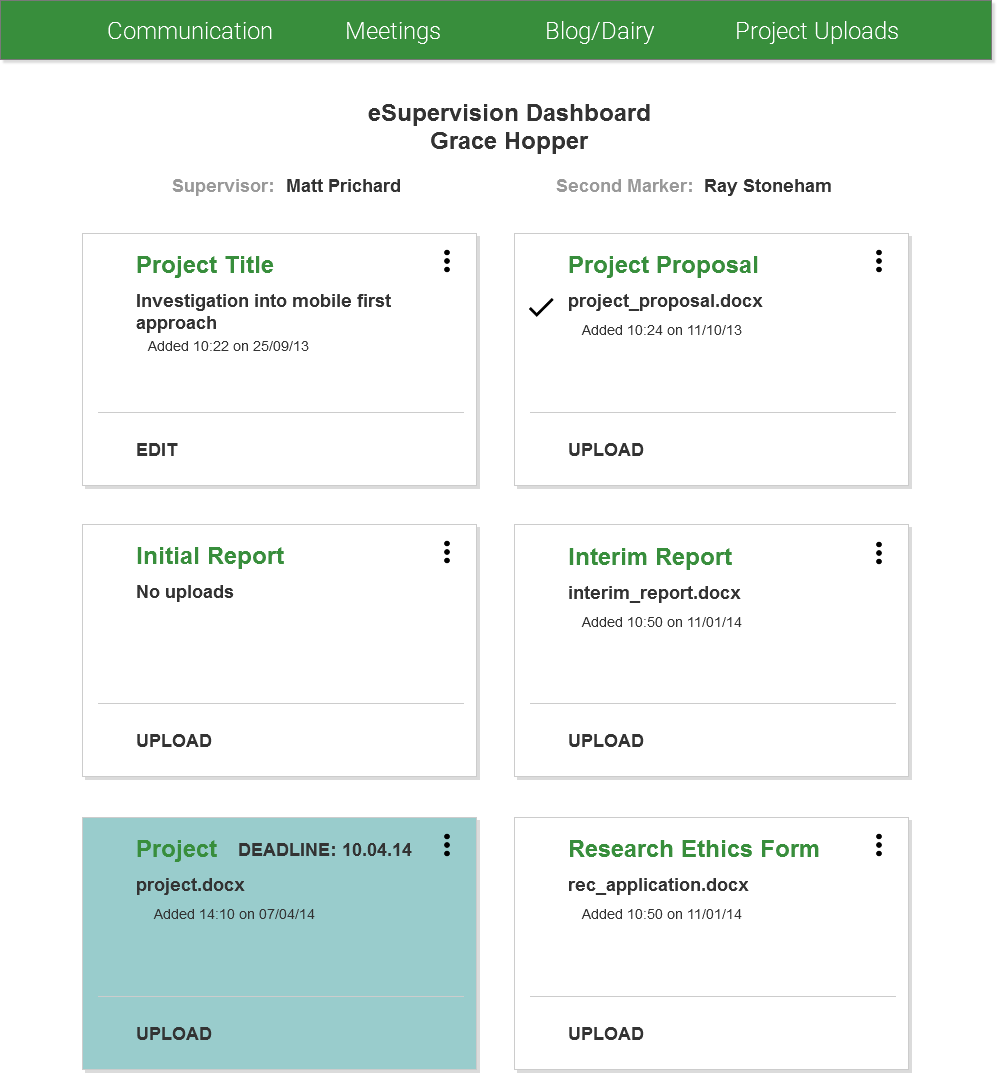 Communication Meetings Blog/Dairy Project Uploads
eSupervision Dashboard
Grace Hopper
Supervisor: Matt Prichard Second Marker: Ray Stoneham
Project Title
Investigation into mobile first
approach
Added 10:22 on 25/09/13
EDIT
Project Proposal
project_proposal.docx
Added 10:24 on 11/10/13
UPLOAD
Initial Report
No uploads
UPLOAD
Interim Report
interim_report.docx
Added 10:50 on 11/01/14
UPLOAD
Project DEADLINE: 10.04.14
project.docx
Added 14:10 on 07/04/14
UPLOAD
Research Ethics Form
rec_application.docx
Added 10:50 on 11/01/14
UPLOAD